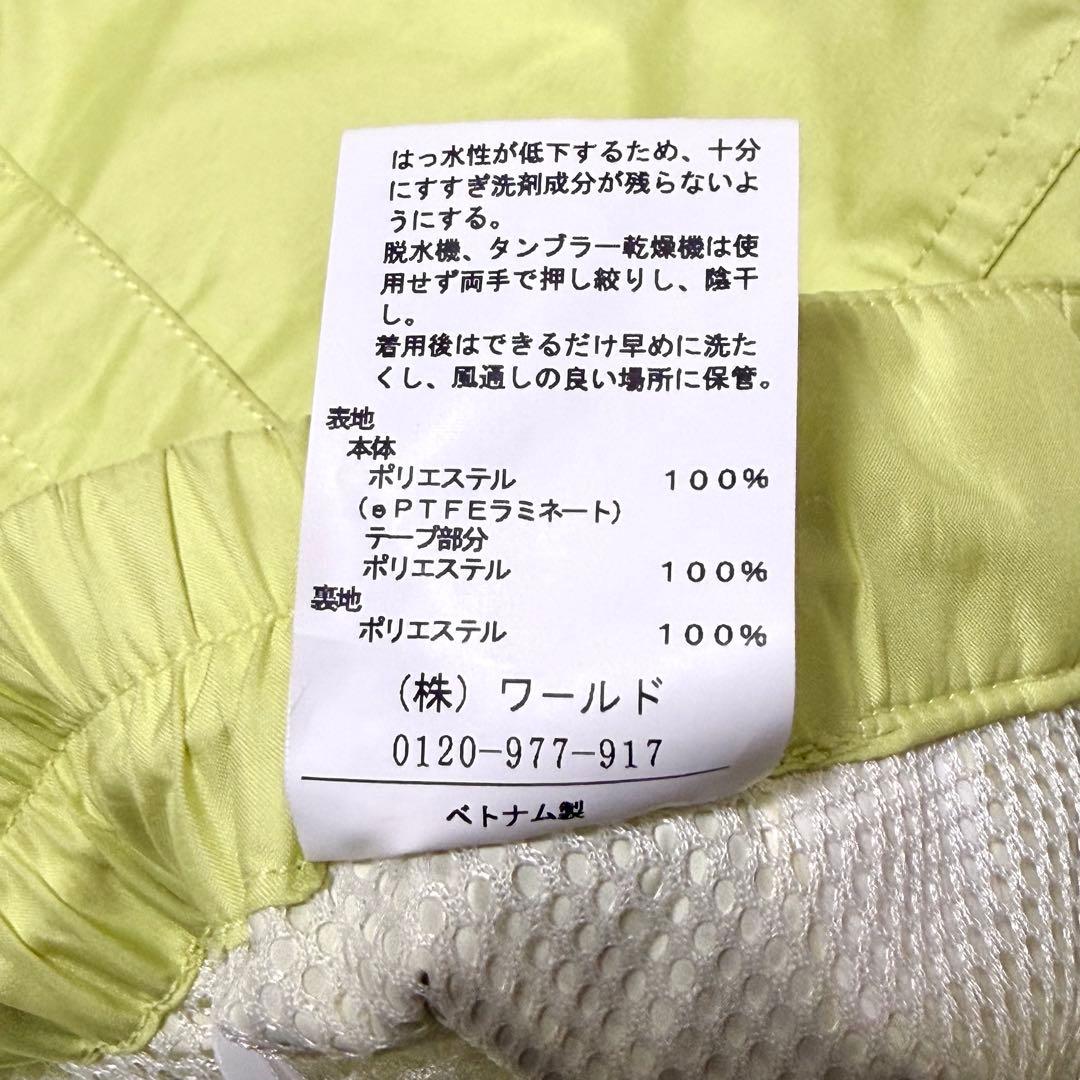 はっ水性が低下するため、十分
にすすぎ洗剤成分が残らないよ
うにする。
脱水機、タンブラー乾燥機は使
用せず両手で押し絞りし、陰干
し。
着用後はできるだけ早めに洗た
くし、風通しの良い場所に保管。
表地
本体
ポリエステル　１００％
（ｅＰＴＦＥラミネート）
テープ部分
ポリエステル　１００％
裏地
ポリエステル　１００％
（株）ワールド
0120-977-917
ベトナム製